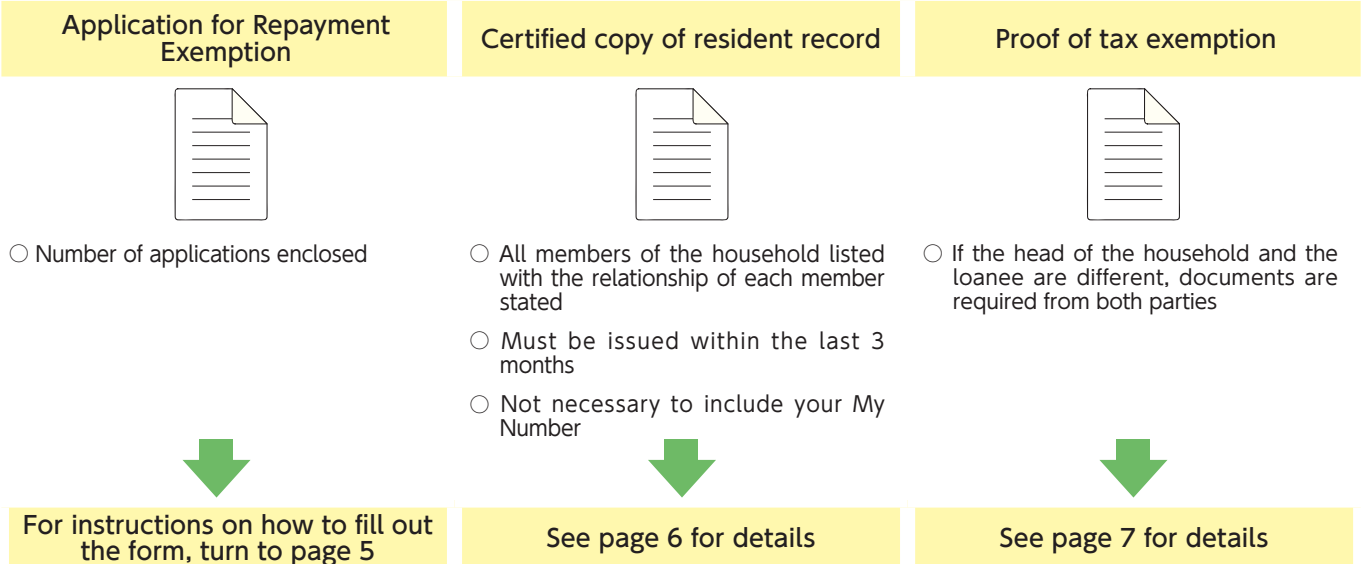 Application for Repayment
Exemption
○ Number of applications enclosed
For instructions on how to fill out
the form, turn to page 5
Certified copy of resident record
○ All members of the household listed
with the relationship of each member
stated
○ Must be issued within the last 3
months
○ Not necessary to include your My
Number
See page 6 for details
Proof of tax exemption
○ If the head of the household and the
loanee are different, documents are
required from both parties
See page 7 for details